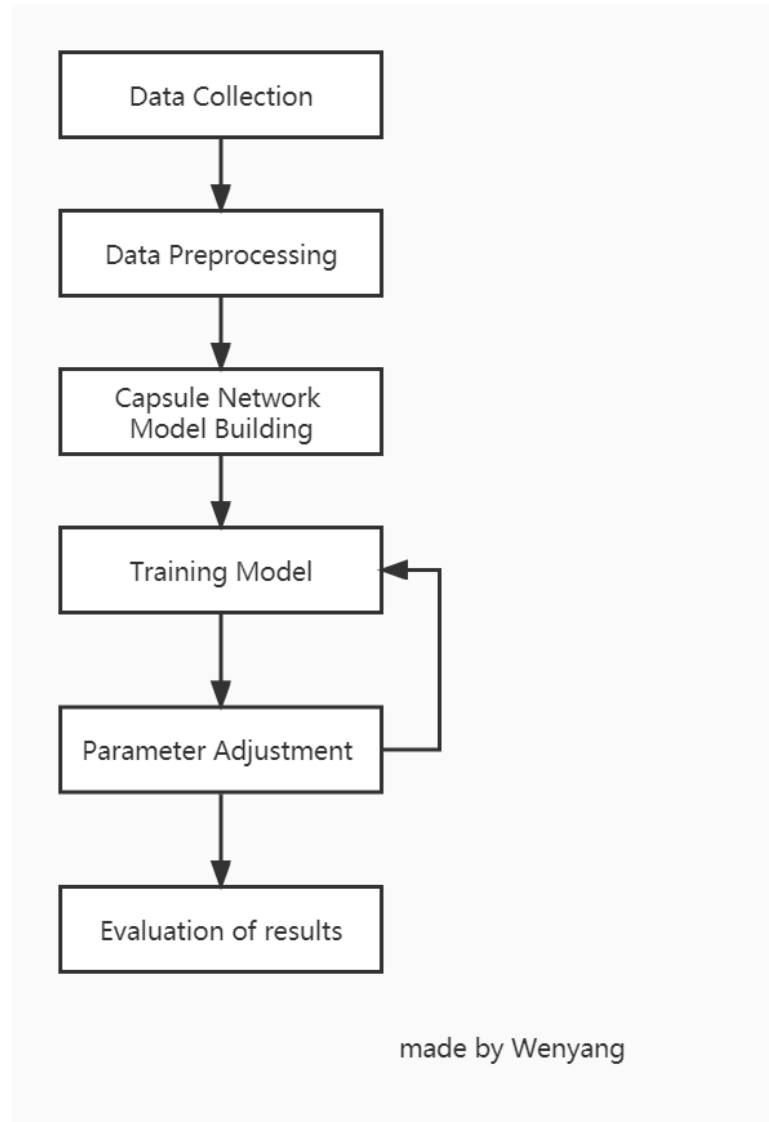 Data Collection
Data Preprocessing
Capsule Network
Model Building
Training Model
Parameter Adjustment
Evaluation of results
made by Wenyang